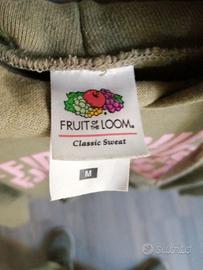 FRUIT OF THE LOOM®
Classic Sweat
M
subito